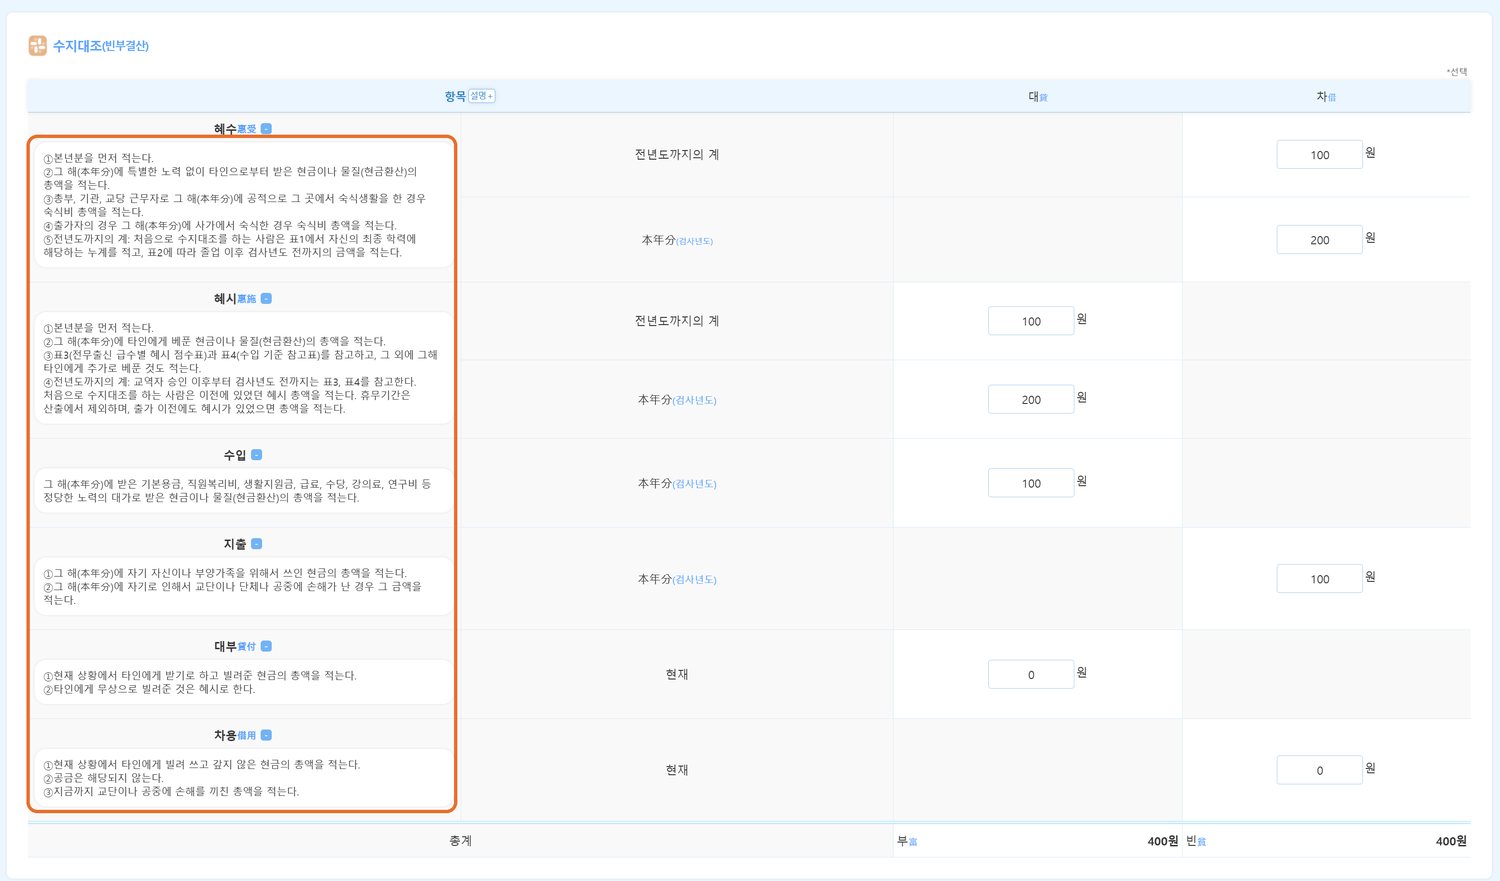 수지대조(빈부결산)
*선택
항목 설명+ 대貸 차借
혜수惠受 -
①본년분을 먼저 적는다.
②그 해(本年分)에 특별한 노력 없이 타인으로부터 받은 현금이나 물질(현금환산)의
총액을 적는다.
③총부, 기관, 교당 근무자로 그 해(本年分)에 공적으로 그 곳에서 숙식생활을 한 경우
숙식비 총액을 적는다.
④출가자의 경우 그 해(本年分)에 사가에서 숙식한 경우 숙식비 총액을 적는다.
⑤전년도까지의 계: 처음으로 수지대조를 하는 사람은 표1에서 자신의 최종 학력에
해당하는 누계를 적고, 표2에 따라 졸업 이후 검사년도 전까지의 금액을 적는다.
전년도까지의 계 100 원
本年分(검사년도) 200 원
혜시惠施 -
①본년분을 먼저 적는다.
②그 해(本年分)에 타인에게 베푼 현금이나 물질(현금환산)의 총액을 적는다.
③표3(전무출신 급수별 혜시 점수표)과 표4(수입 기준 참고표)를 참고하고, 그 외에 그해
타인에게 추가로 베푼 것도 적는다.
④전년도까지의 계: 교역자 승인 이후부터 검사년도 전까지는 표3, 표4를 참고한다.
처음으로 수지대조를 하는 사람은 이전에 있었던 혜시 총액을 적는다. 휴무기간은
산출에서 제외하며, 출가 이전에도 혜시가 있었으면 총액을 적는다.
전년도까지의 계 100 원
本年分(검사년도) 200 원
수입 -
그 해(本年分)에 받은 기본용금, 직원복리비, 생활지원금, 급료, 수당, 강의료, 연구비 등
정당한 노력의 대가로 받은 현금이나 물질(현금환산)의 총액을 적는다.
本年分(검사년도) 100 원
지출 -
①그 해(本年分)에 자기 자신이나 부양가족을 위해서 쓰인 현금의 총액을 적는다.
②그 해(本年分)에 자기로 인해서 교단이나 단체나 공중에 손해가 난 경우 그 금액을
적는다.
本年分(검사년도) 100 원
대부貸付 -
①현재 상황에서 타인에게 받기로 하고 빌려준 현금의 총액을 적는다.
②타인에게 무상으로 빌려준 것은 혜시로 한다.
현재 0 원
차용借用 -
①현재 상황에서 타인에게 빌려 쓰고 갚지 않은 현금의 총액을 적는다.
②공금은 해당되지 않는다.
③지금까지 교단이나 공중에 손해를 끼친 총액을 적는다.
현재 0 원
총계 부富 400원 빈貧 400원